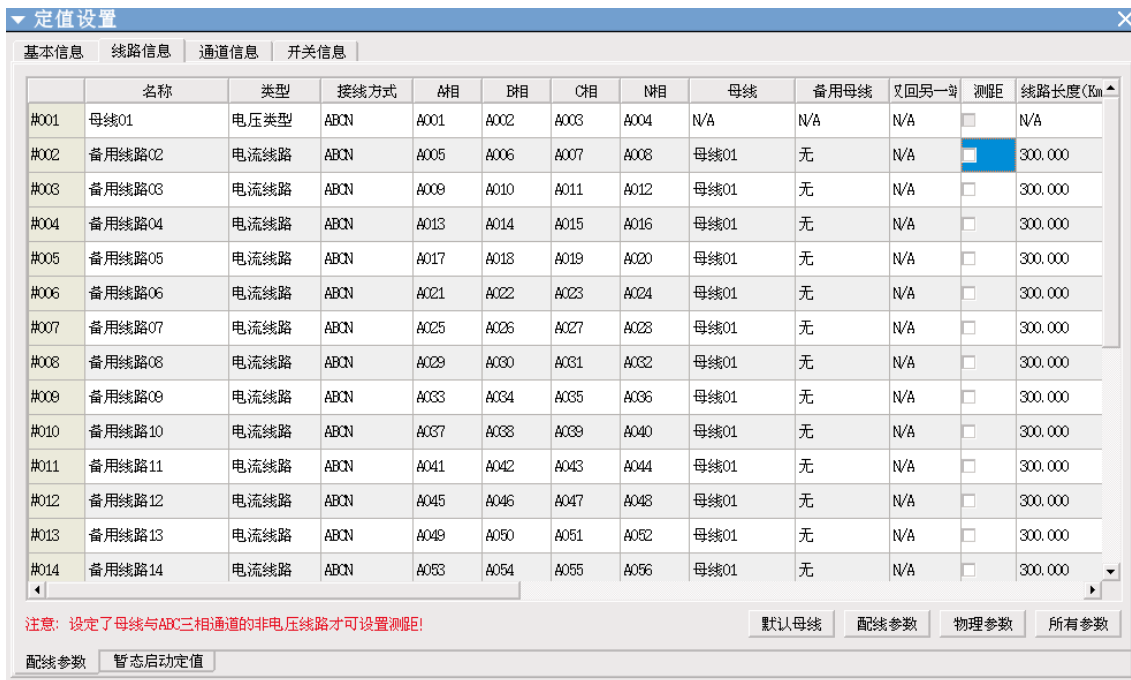 定值设置
基本信息 线路信息 通道信息 开关信息
名称 类型 接线方式 A相 B相 C相 N相 母线 备用母线 双回另一端 测距 线路长度(Km
#001 母线01 电压类型 ABCN A001 A002 A003 A004 N/A N/A N/A N/A
#002 备用线路02 电流线路 ABCN A005 A006 A007 A008 母线01 无 N/A 300.000
#003 备用线路03 电流线路 ABCN A009 A010 A011 A012 母线01 无 N/A 300.000
#004 备用线路04 电流线路 ABCN A013 A014 A015 A016 母线01 无 N/A 300.000
#005 备用线路05 电流线路 ABCN A017 A018 A019 A020 母线01 无 N/A 300.000
#006 备用线路06 电流线路 ABCN A021 A022 A023 A024 母线01 无 N/A 300.000
#007 备用线路07 电流线路 ABCN A025 A026 A027 A028 母线01 无 N/A 300.000
#008 备用线路08 电流线路 ABCN A029 A030 A031 A032 母线01 无 N/A 300.000
#009 备用线路09 电流线路 ABCN A033 A034 A035 A036 母线01 无 N/A 300.000
#010 备用线路10 电流线路 ABCN A037 A038 A039 A040 母线01 无 N/A 300.000
#011 备用线路11 电流线路 ABCN A041 A042 A043 A044 母线01 无 N/A 300.000
#012 备用线路12 电流线路 ABCN A045 A046 A047 A048 母线01 无 N/A 300.000
#013 备用线路13 电流线路 ABCN A049 A050 A051 A052 母线01 无 N/A 300.000
#014 备用线路14 电流线路 ABCN A053 A054 A055 A056 母线01 无 N/A 300.000
注意: 设定了母线与ABC三相通道的非电压线路才可设置测距! 默认母线 配线参数 物理参数 所有参数
配线参数 暂态启动定值